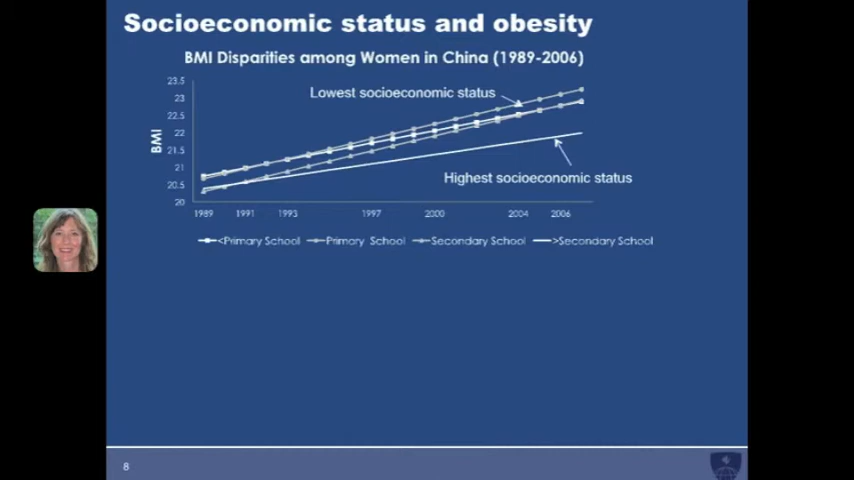 Socioeconomic status and obesity
BMI Disparities among Women in China (1989-2006)
23.5
23
22.5
22
21.5
21
20.5
20
BMI
Lowest socioeconomic status
Highest socioeconomic status
1989 1991 1993 1997 2000 2004 2006
<Primary School Primary School Secondary School >Secondary School
8